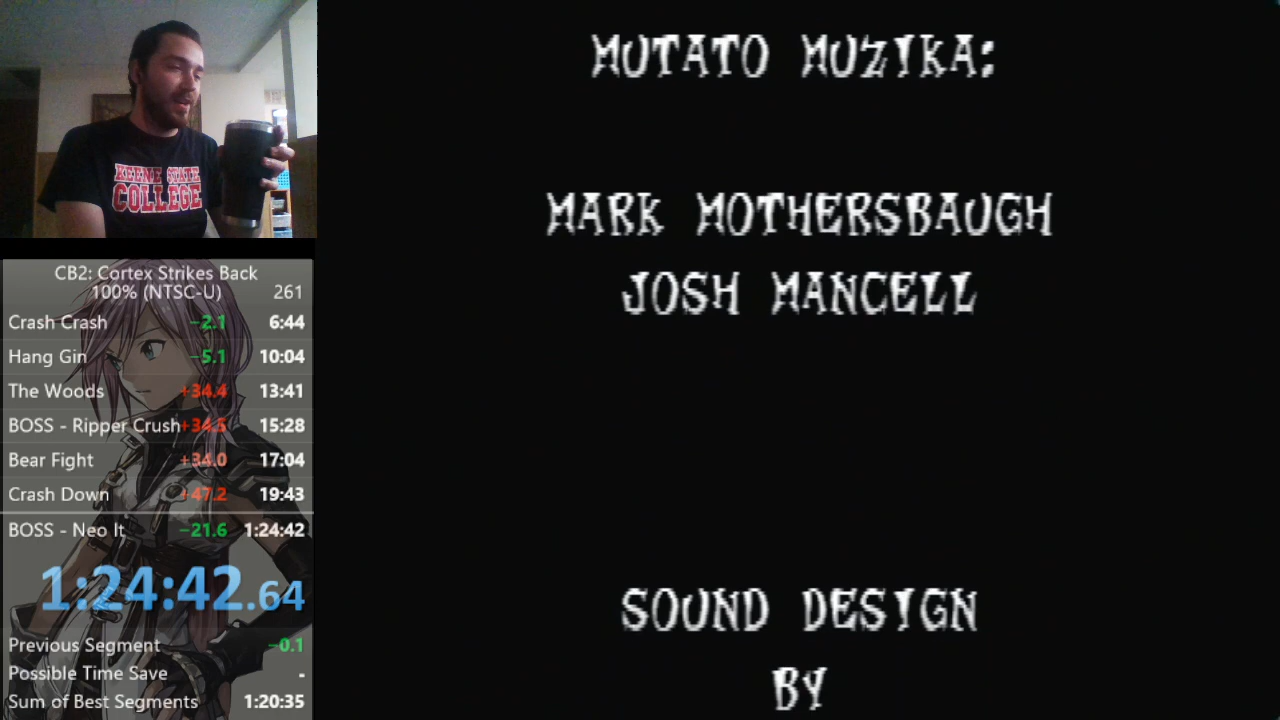 KEENE STATE
COLLEGE
CB2: Cortex Strikes Back
100% (NTSC-U) 261
Crash Crash -2.1 6:44
Hang Gin -5.1 10:04
The Woods +34.4 13:41
BOSS - Ripper Crush +34.5 15:28
Bear Fight +34.0 17:04
Crash Down +47.2 19:43
BOSS - Neo It -21.6 1:24:42
1:24:42.64
Previous Segment -0.1
Possible Time Save -
Sum of Best Segments 1:20:35
MUTATO MUZIKA:
MARK MOTHERSBAUGH
JOSH MANCELL
SOUND DESIGN
BY